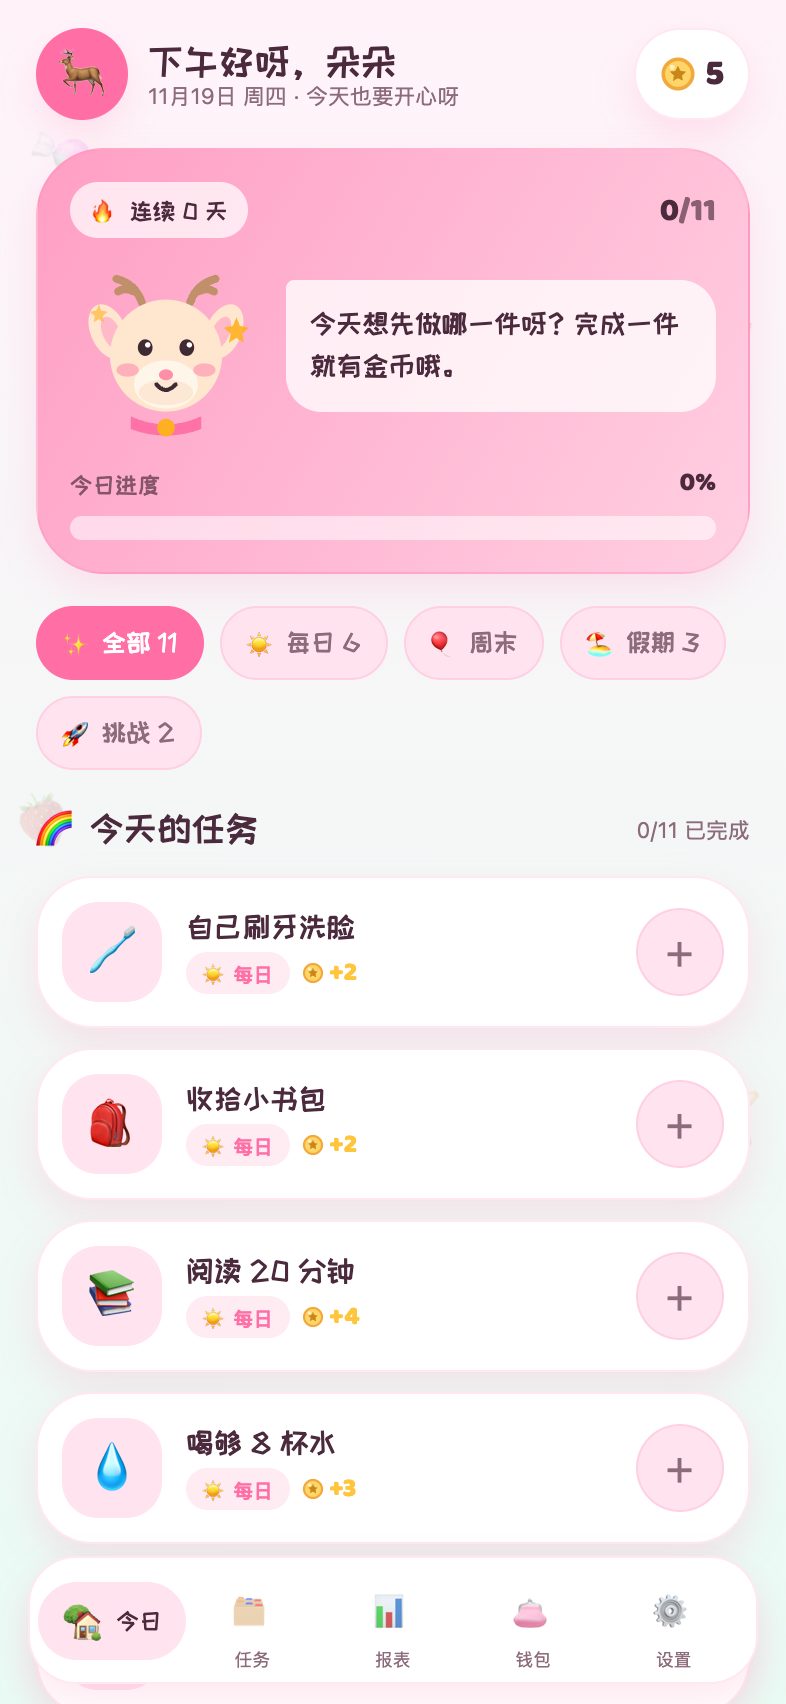 下午好呀，朵朵
11月19日 周四 · 今天也要开心呀
5
连续 0 天
0/11
今天想先做哪一件呀？完成一件
就有金币哦。
今日进度
0%
全部 11
每日 6
周末
假期 3
挑战 2
今天的任务
0/11 已完成
自己刷牙洗脸
每日
+2
收拾小书包
每日
+2
阅读 20 分钟
每日
+4
喝够 8 杯水
每日
+3
今日
任务
报表
钱包
设置